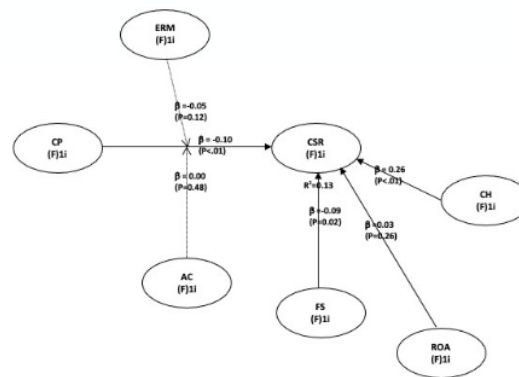 ERM
(F)1i
β=-0.05
(P=0.12)
CP
(F)1i
β = -0.10
(P<.01)
CSR
(F)1i
β = 0.00
(P=0.48)
R²=0.13
β = 0.26
(P<.01)
CH
(F)1i
β=-0.09
(P=0.02)
β=0.03
(P=0.26)
AC
(F)1i
FS
(F)1i
ROA
(F)1i